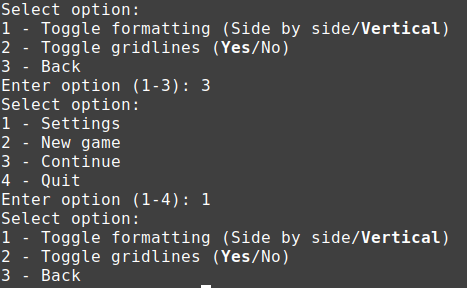 Select option:
1 - Toggle formatting (Side by side/Vertical)
2 - Toggle gridlines (Yes/No)
3 - Back
Enter option (1-3): 3
Select option:
1 - Settings
2 - New game
3 - Continue
4 - Quit
Enter option (1-4): 1
Select option:
1 - Toggle formatting (Side by side/Vertical)
2 - Toggle gridlines (Yes/No)
3 - Back